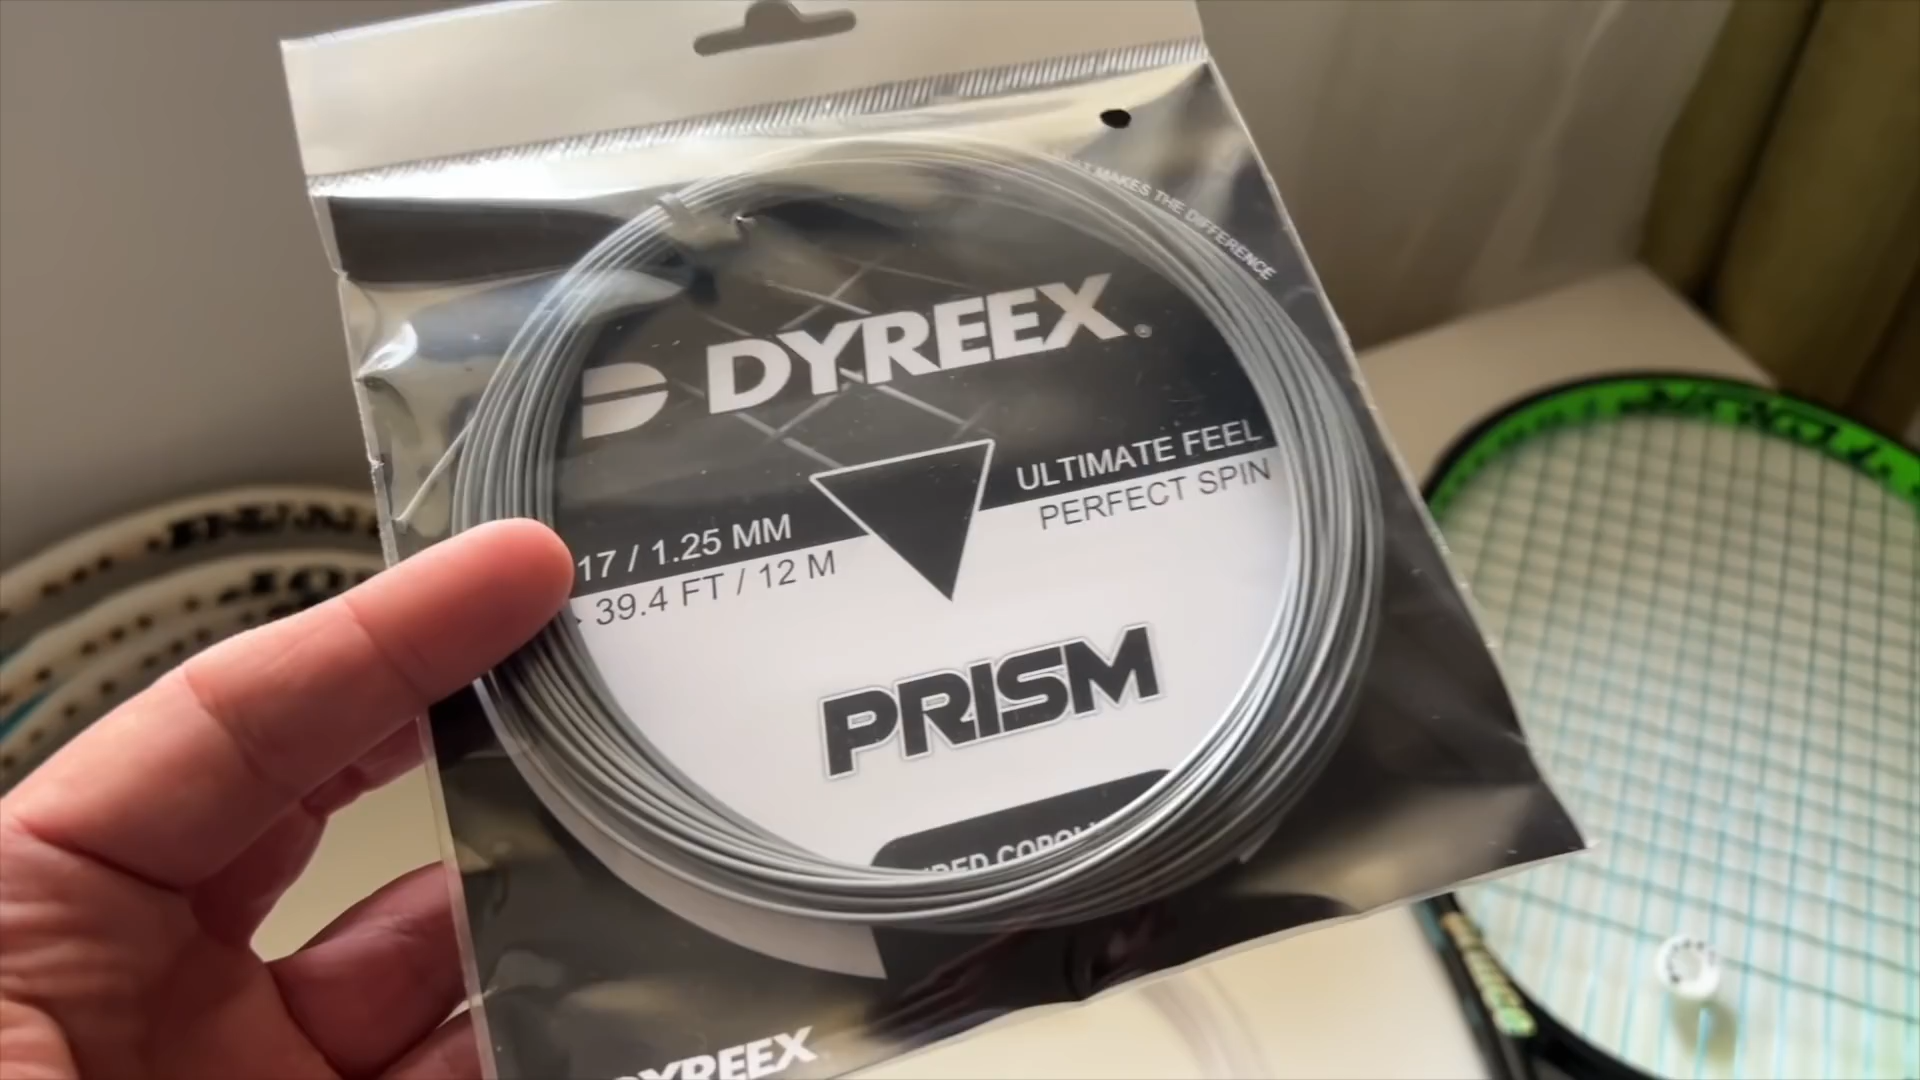 MAKES THE DIFFERENCE
DYREEX®
ULTIMATE FEEL
PERFECT SPIN
17 / 1.25 MM
39.4 FT / 12 M
PRISM
DYREEX